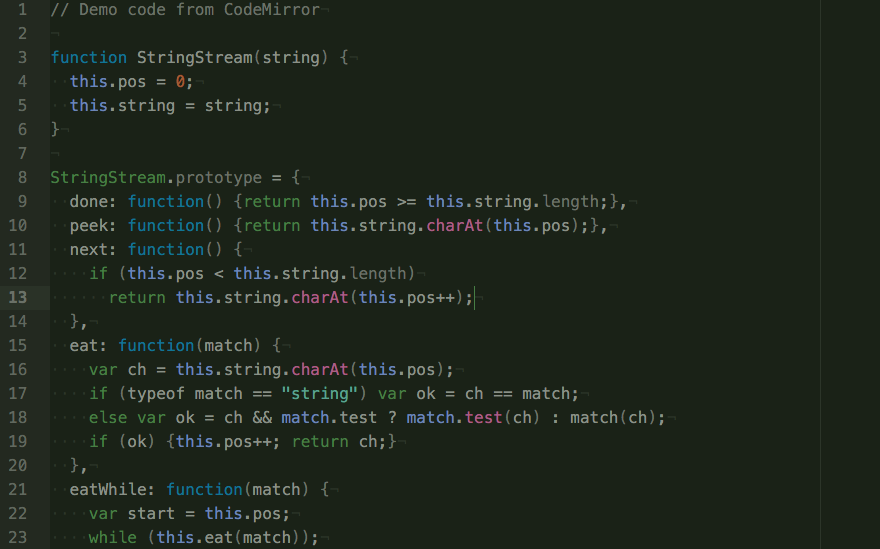 1 // Demo code from CodeMirror¬
2 ¬
3 function StringStream(string) {¬
4 ··this.pos = 0;¬
5 ··this.string = string;¬
6 }¬
7 ¬
8 StringStream.prototype = {¬
9 ··done: function() {return this.pos >= this.string.length;},¬
10 ··peek: function() {return this.string.charAt(this.pos);},¬
11 ··next: function() {¬
12 ····if (this.pos < this.string.length)¬
13 ······return this.string.charAt(this.pos++);¬
14 ··},¬
15 ··eat: function(match) {¬
16 ····var ch = this.string.charAt(this.pos);¬
17 ····if (typeof match == "string") var ok = ch == match;¬
18 ····else var ok = ch && match.test ? match.test(ch) : match(ch);¬
19 ····if (ok) {this.pos++; return ch;}¬
20 ··},¬
21 ··eatWhile: function(match) {¬
22 ····var start = this.pos;¬
23 ····while (this.eat(match));¬